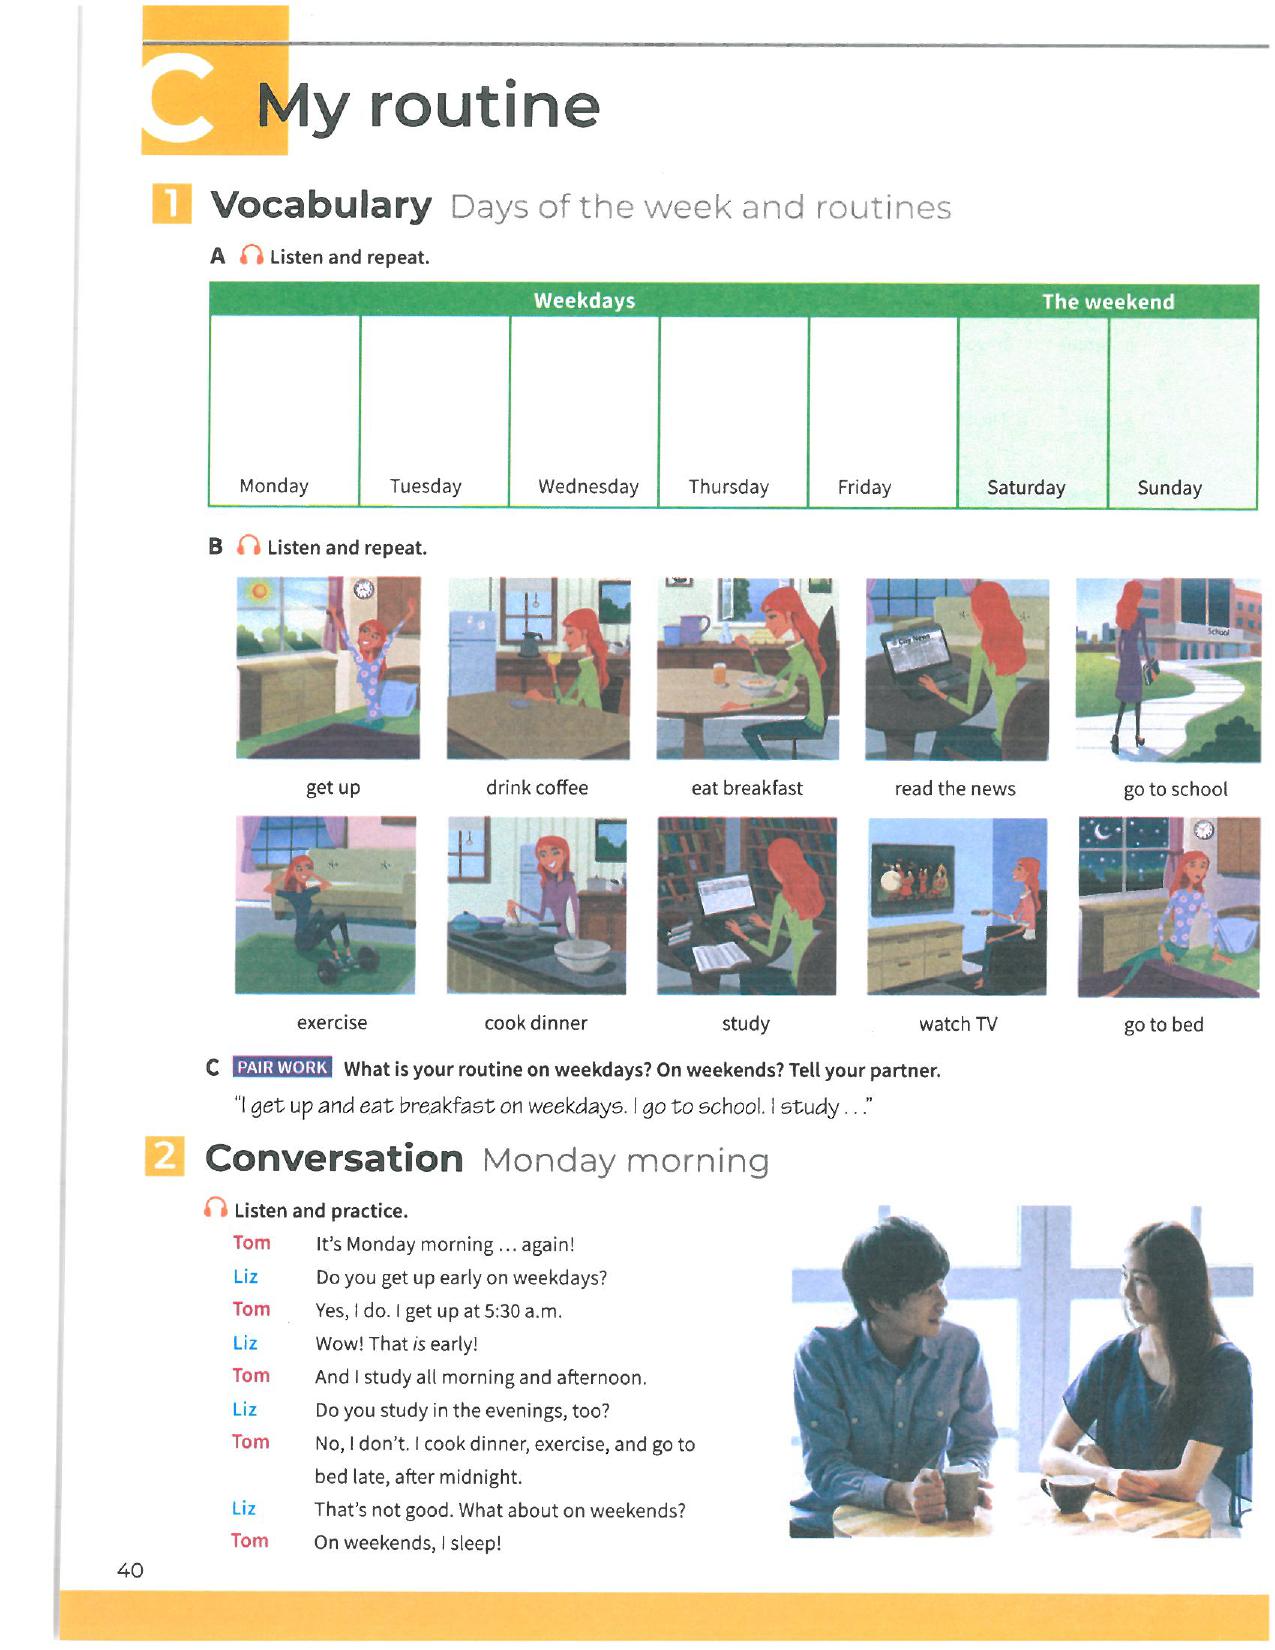 C My routine
1 Vocabulary Days of the week and routines
A Listen and repeat.
Weekdays The weekend
Monday Tuesday Wednesday Thursday Friday Saturday Sunday
B Listen and repeat.
City News
School
get up drink coffee eat breakfast read the news go to school
exercise cook dinner study watch TV go to bed
C PAIR WORK What is your routine on weekdays? On weekends? Tell your partner.
"I get up and eat breakfast on weekdays. I go to school. I study . . ."
2 Conversation Monday morning
Listen and practice.
Tom It's Monday morning ... again!
Liz Do you get up early on weekdays?
Tom Yes, I do. I get up at 5:30 a.m.
Liz Wow! That is early!
Tom And I study all morning and afternoon.
Liz Do you study in the evenings, too?
Tom No, I don't. I cook dinner, exercise, and go to
bed late, after midnight.
Liz That's not good. What about on weekends?
Tom On weekends, I sleep!
40